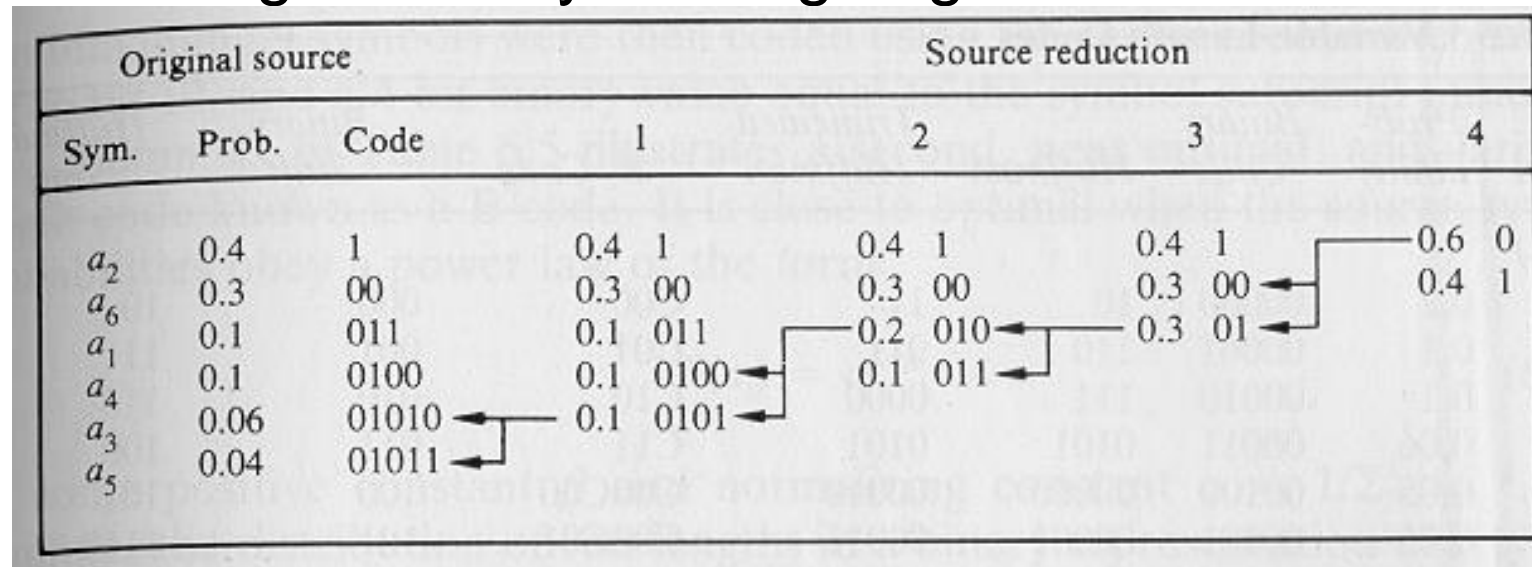 Original source Source reduction
Sym. Prob. Code 1 2 3 4
a2 0.4 1 0.4 1 0.4 1 0.4 1 0.6 0
a6 0.3 00 0.3 00 0.3 00 0.3 00 0.4 1
a1 0.1 011 0.1 011 0.2 010 0.3 01
a4 0.1 0100 0.1 0100 0.1 011
a3 0.06 01010 0.1 0101
a5 0.04 01011